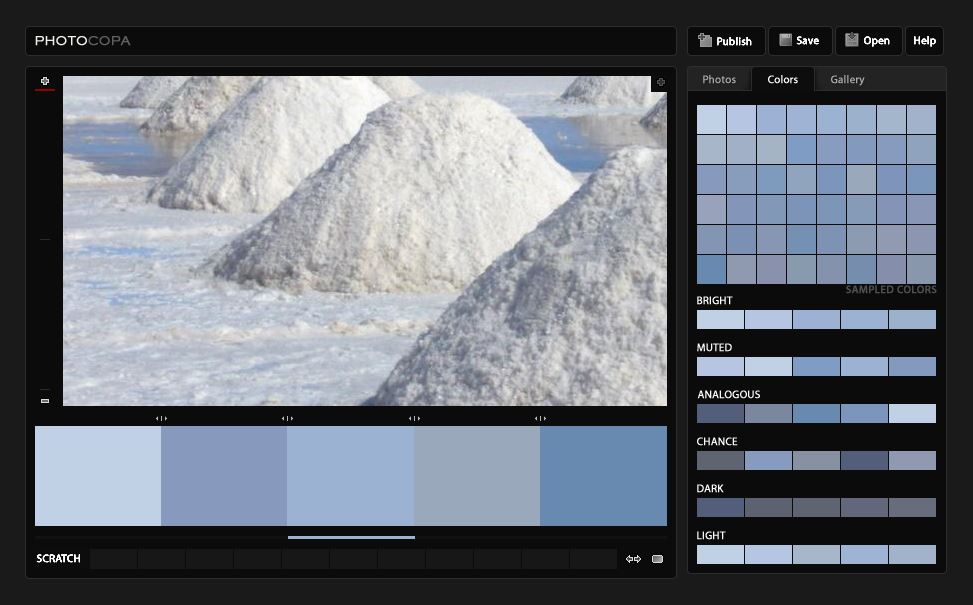 PHOTOCOPA
Publish
Save
Open
Help
Photos
Colors
Gallery
SAMPLED COLORS
BRIGHT
MUTED
ANALOGOUS
CHANCE
DARK
LIGHT
SCRATCH